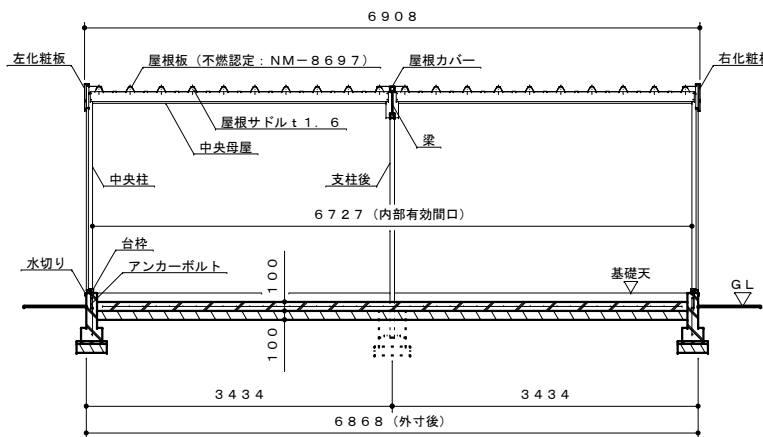 6908
左化粧板
屋根板（不燃認定：NM－8697）
屋根カバー
右化粧
屋根サドルt1．6
中央母屋
梁
中央柱
支柱後
6727（内部有効間口）
台枠
水切り
アンカーボルト
100
基礎天
GL
100
3434
3434
6868（外寸後）